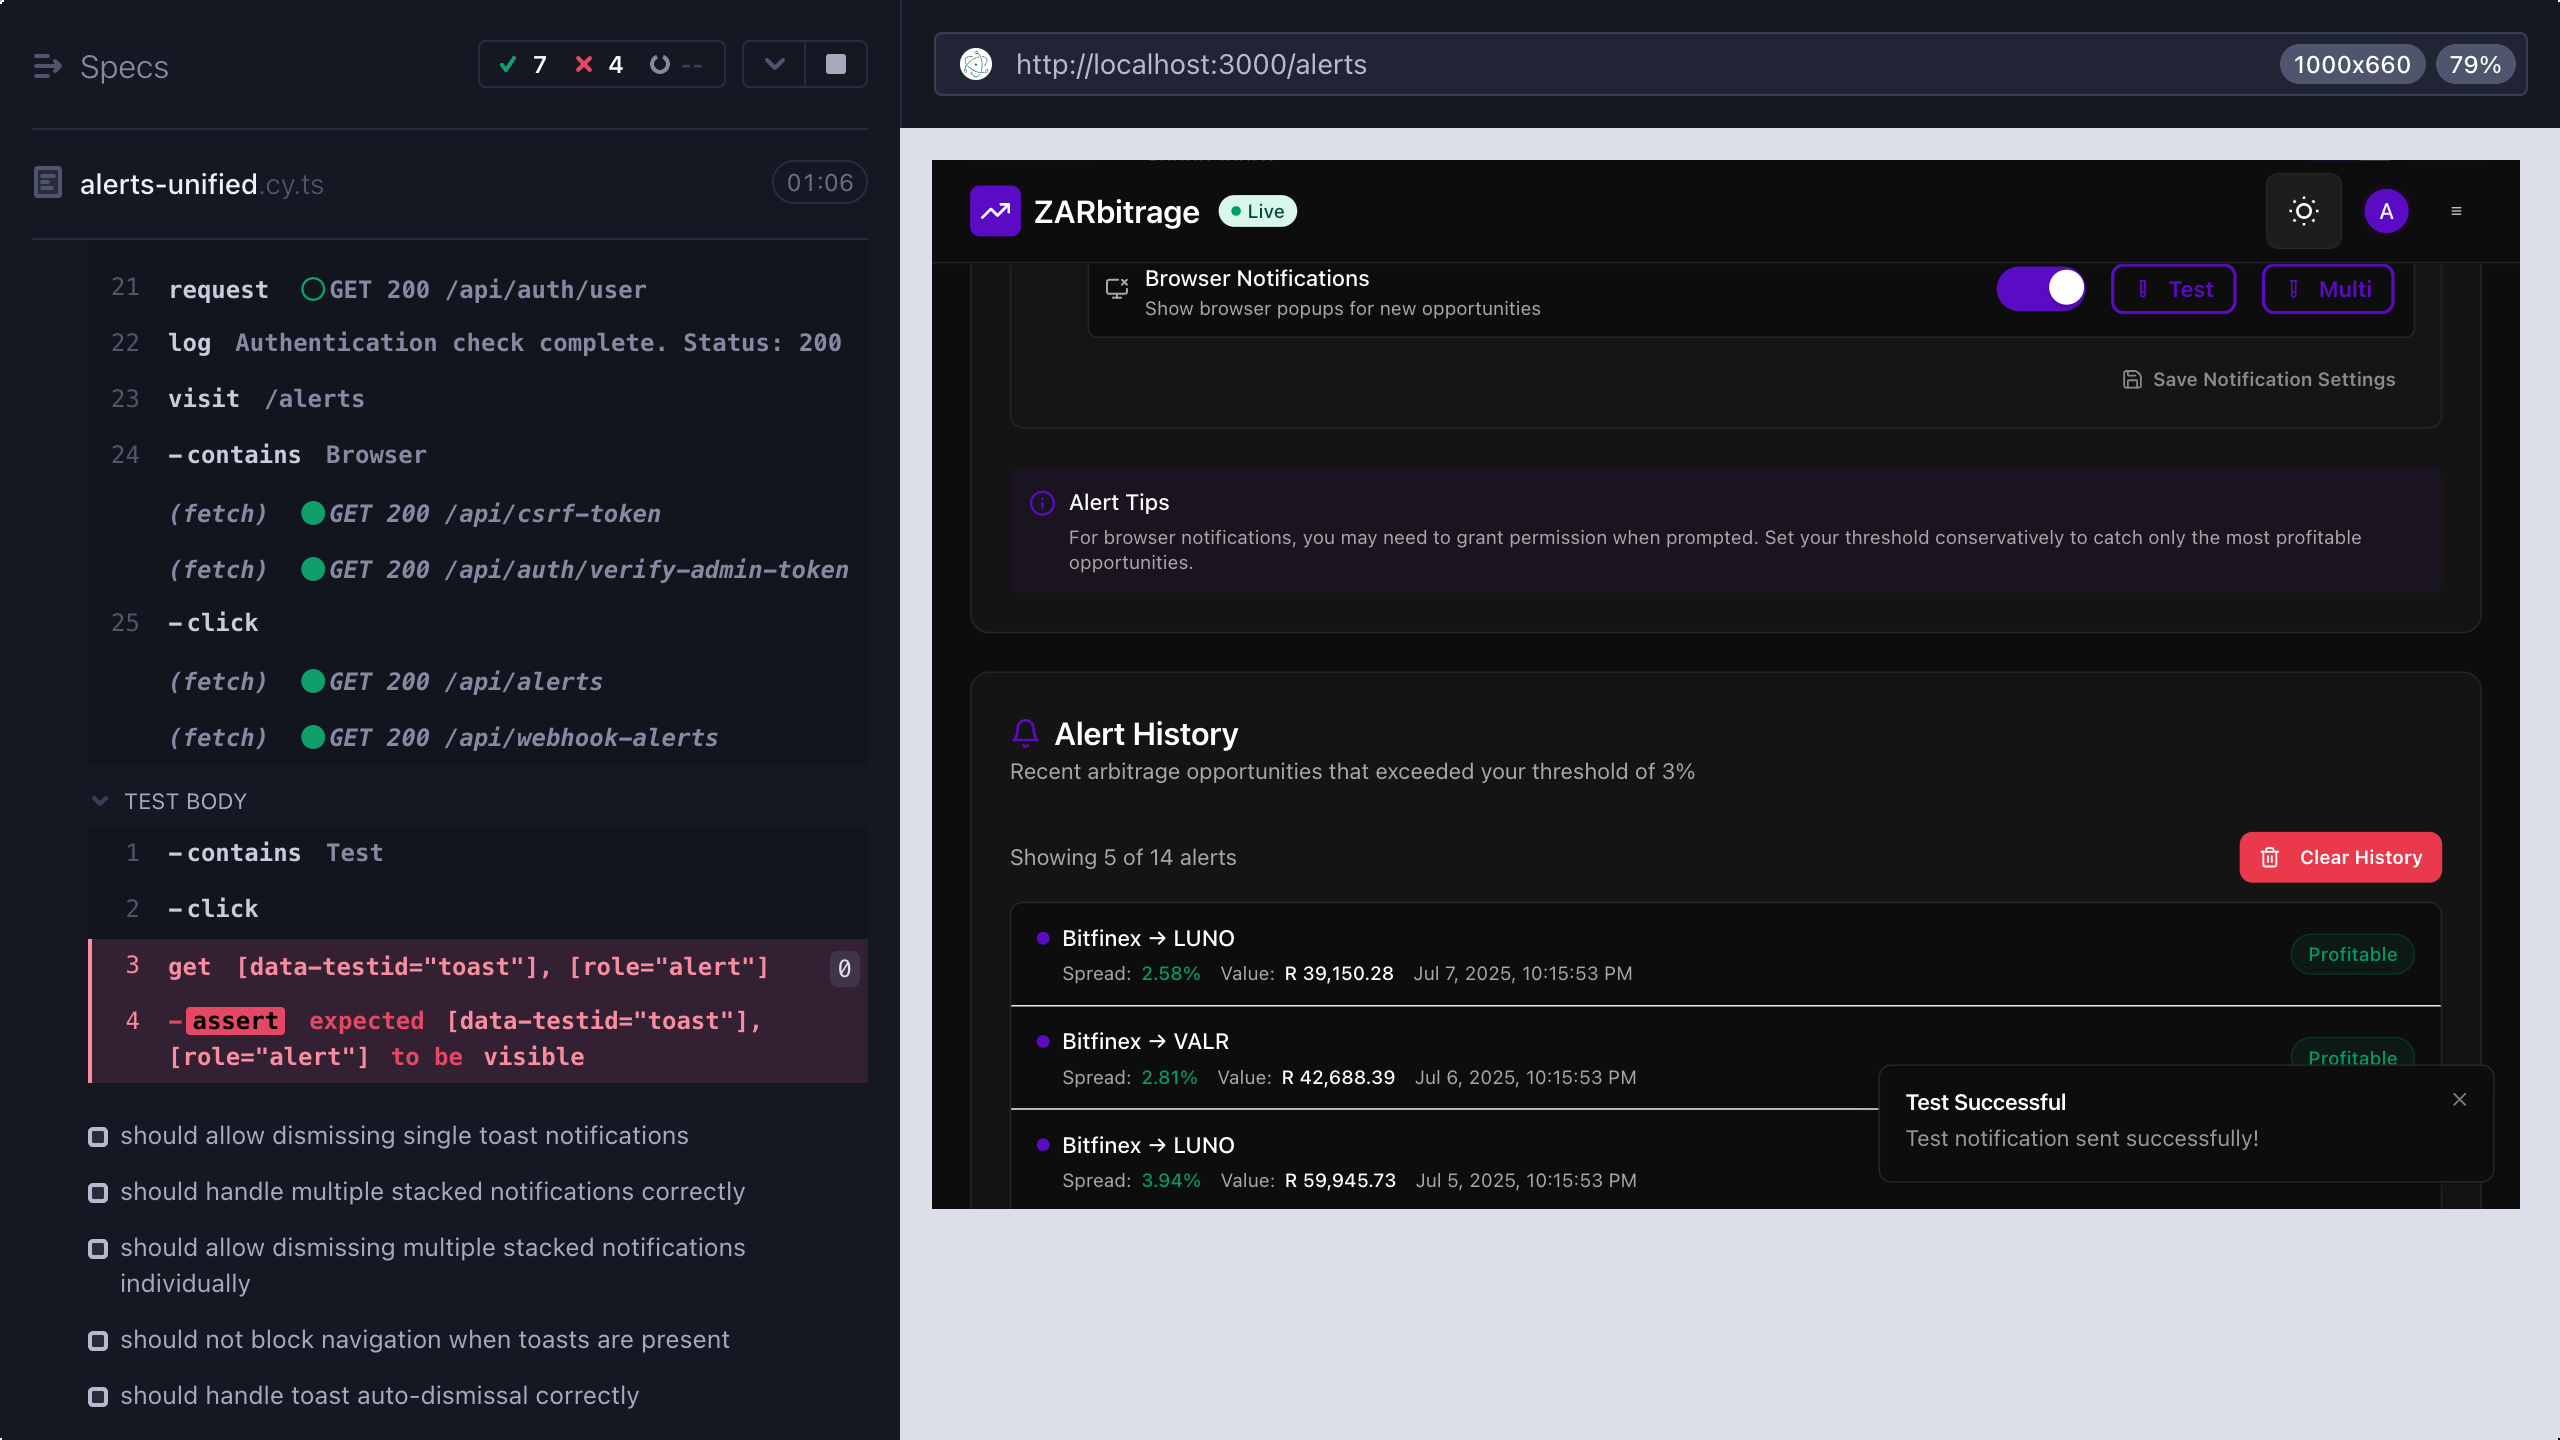 Specs
7 4 --
alerts-unified.cy.ts
01:06
21 request GET 200 /api/auth/user
22 log Authentication check complete. Status: 200
23 visit /alerts
24 -contains Browser
(fetch) GET 200 /api/csrf-token
(fetch) GET 200 /api/auth/verify-admin-token
25 -click
(fetch) GET 200 /api/alerts
(fetch) GET 200 /api/webhook-alerts
TEST BODY
1 -contains Test
2 -click
3 get [data-testid="toast"], [role="alert"] 0
4 -assert expected [data-testid="toast"],
[role="alert"] to be visible
should allow dismissing single toast notifications
should handle multiple stacked notifications correctly
should allow dismissing multiple stacked notifications
individually
should not block navigation when toasts are present
should handle toast auto-dismissal correctly
http://localhost:3000/alerts
1000x660
79%
ZARbitrage
Live
A
Browser Notifications
Show browser popups for new opportunities
Test
Multi
Save Notification Settings
Alert Tips
For browser notifications, you may need to grant permission when prompted. Set your threshold conservatively to catch only the most profitable
opportunities.
Alert History
Recent arbitrage opportunities that exceeded your threshold of 3%
Showing 5 of 14 alerts
Clear History
Bitfinex → LUNO
Spread: 2.58% Value: R 39,150.28 Jul 7, 2025, 10:15:53 PM
Profitable
Bitfinex → VALR
Spread: 2.81% Value: R 42,688.39 Jul 6, 2025, 10:15:53 PM
Profitable
Bitfinex → LUNO
Spread: 3.94% Value: R 59,945.73 Jul 5, 2025, 10:15:53 PM
Test Successful
Test notification sent successfully!